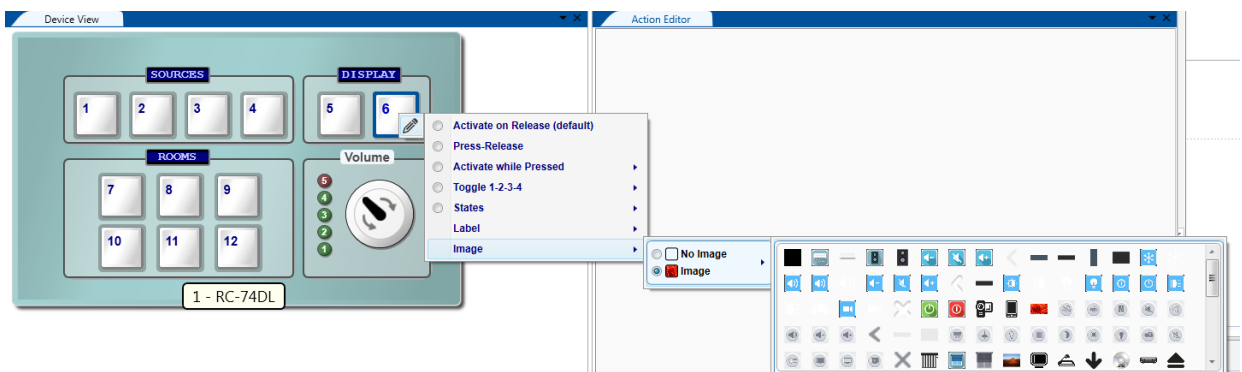 Device View
Action Editor
SOURCES
DISPLAY
1
2
3
4
5
6
Activate on Release (default)
Press-Release
Activate while Pressed
Toggle 1-2-3-4
States
Label
Image
ROOMS
7
8
9
10
11
12
Volume
5
4
3
2
1
No Image
Image
1 - RC-74DL